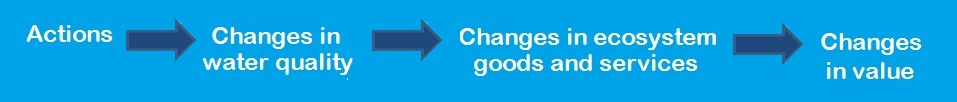 Actions
Changes in
water quality
Changes in ecosystem
goods and services
Changes
in value